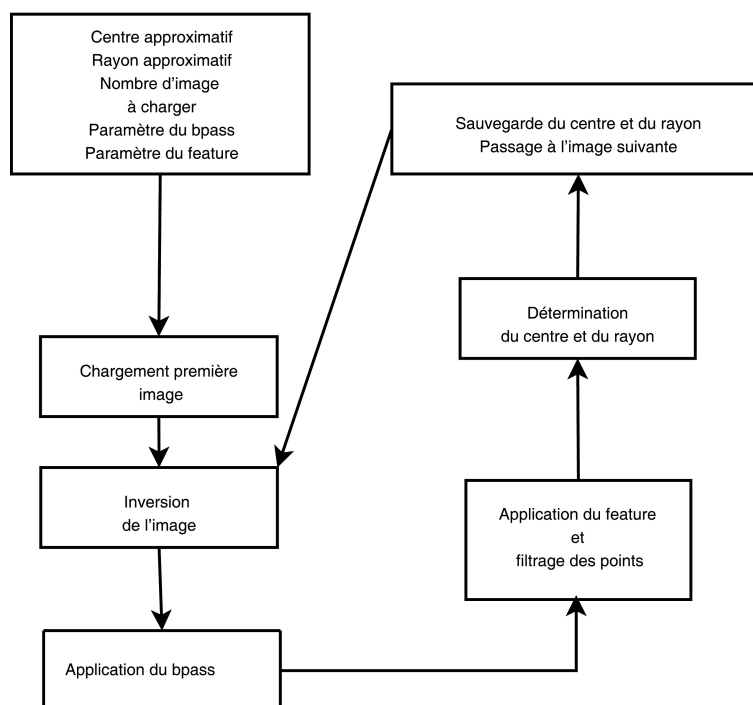 Centre approximatif
Rayon approximatif
Nombre d'image
à charger
Paramètre du bpass
Paramètre du feature
Sauvegarde du centre et du rayon
Passage à l'image suivante
Détermination
du centre et du rayon
Chargement première
image
Inversion
de l'image
Application du feature
et
filtrage des points
Application du bpass